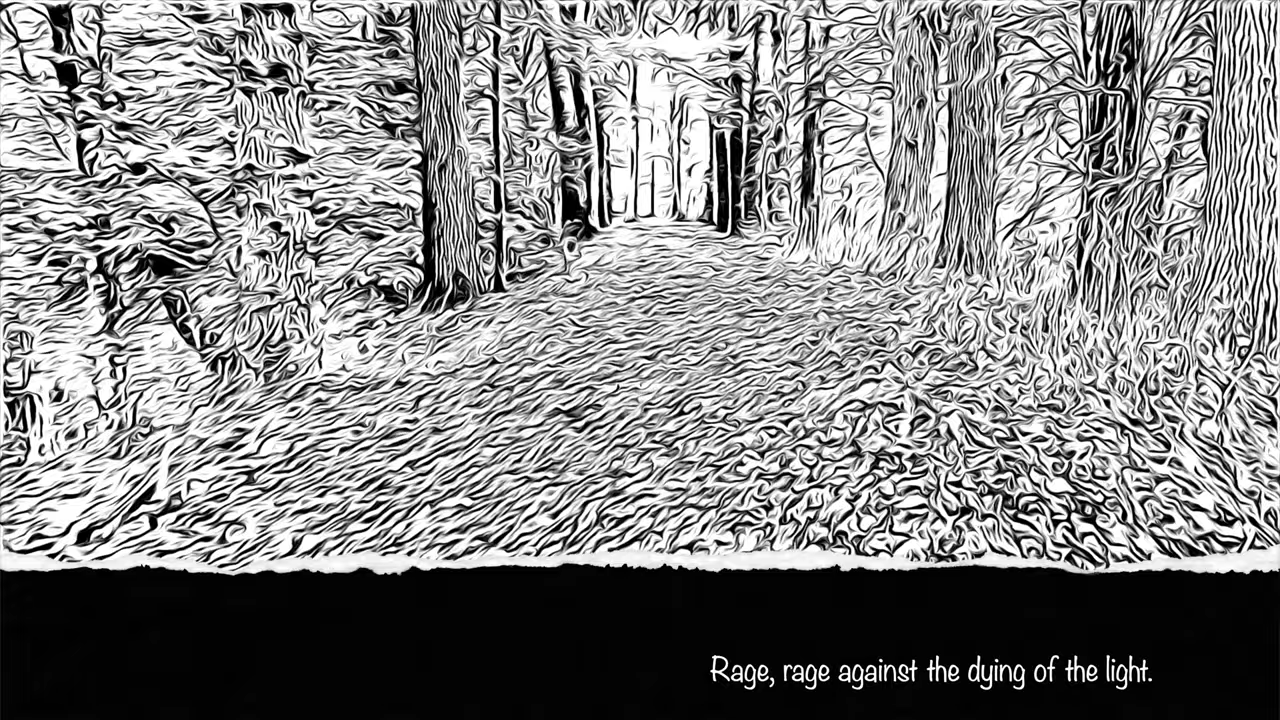 Rage, rage against the dying of the light.